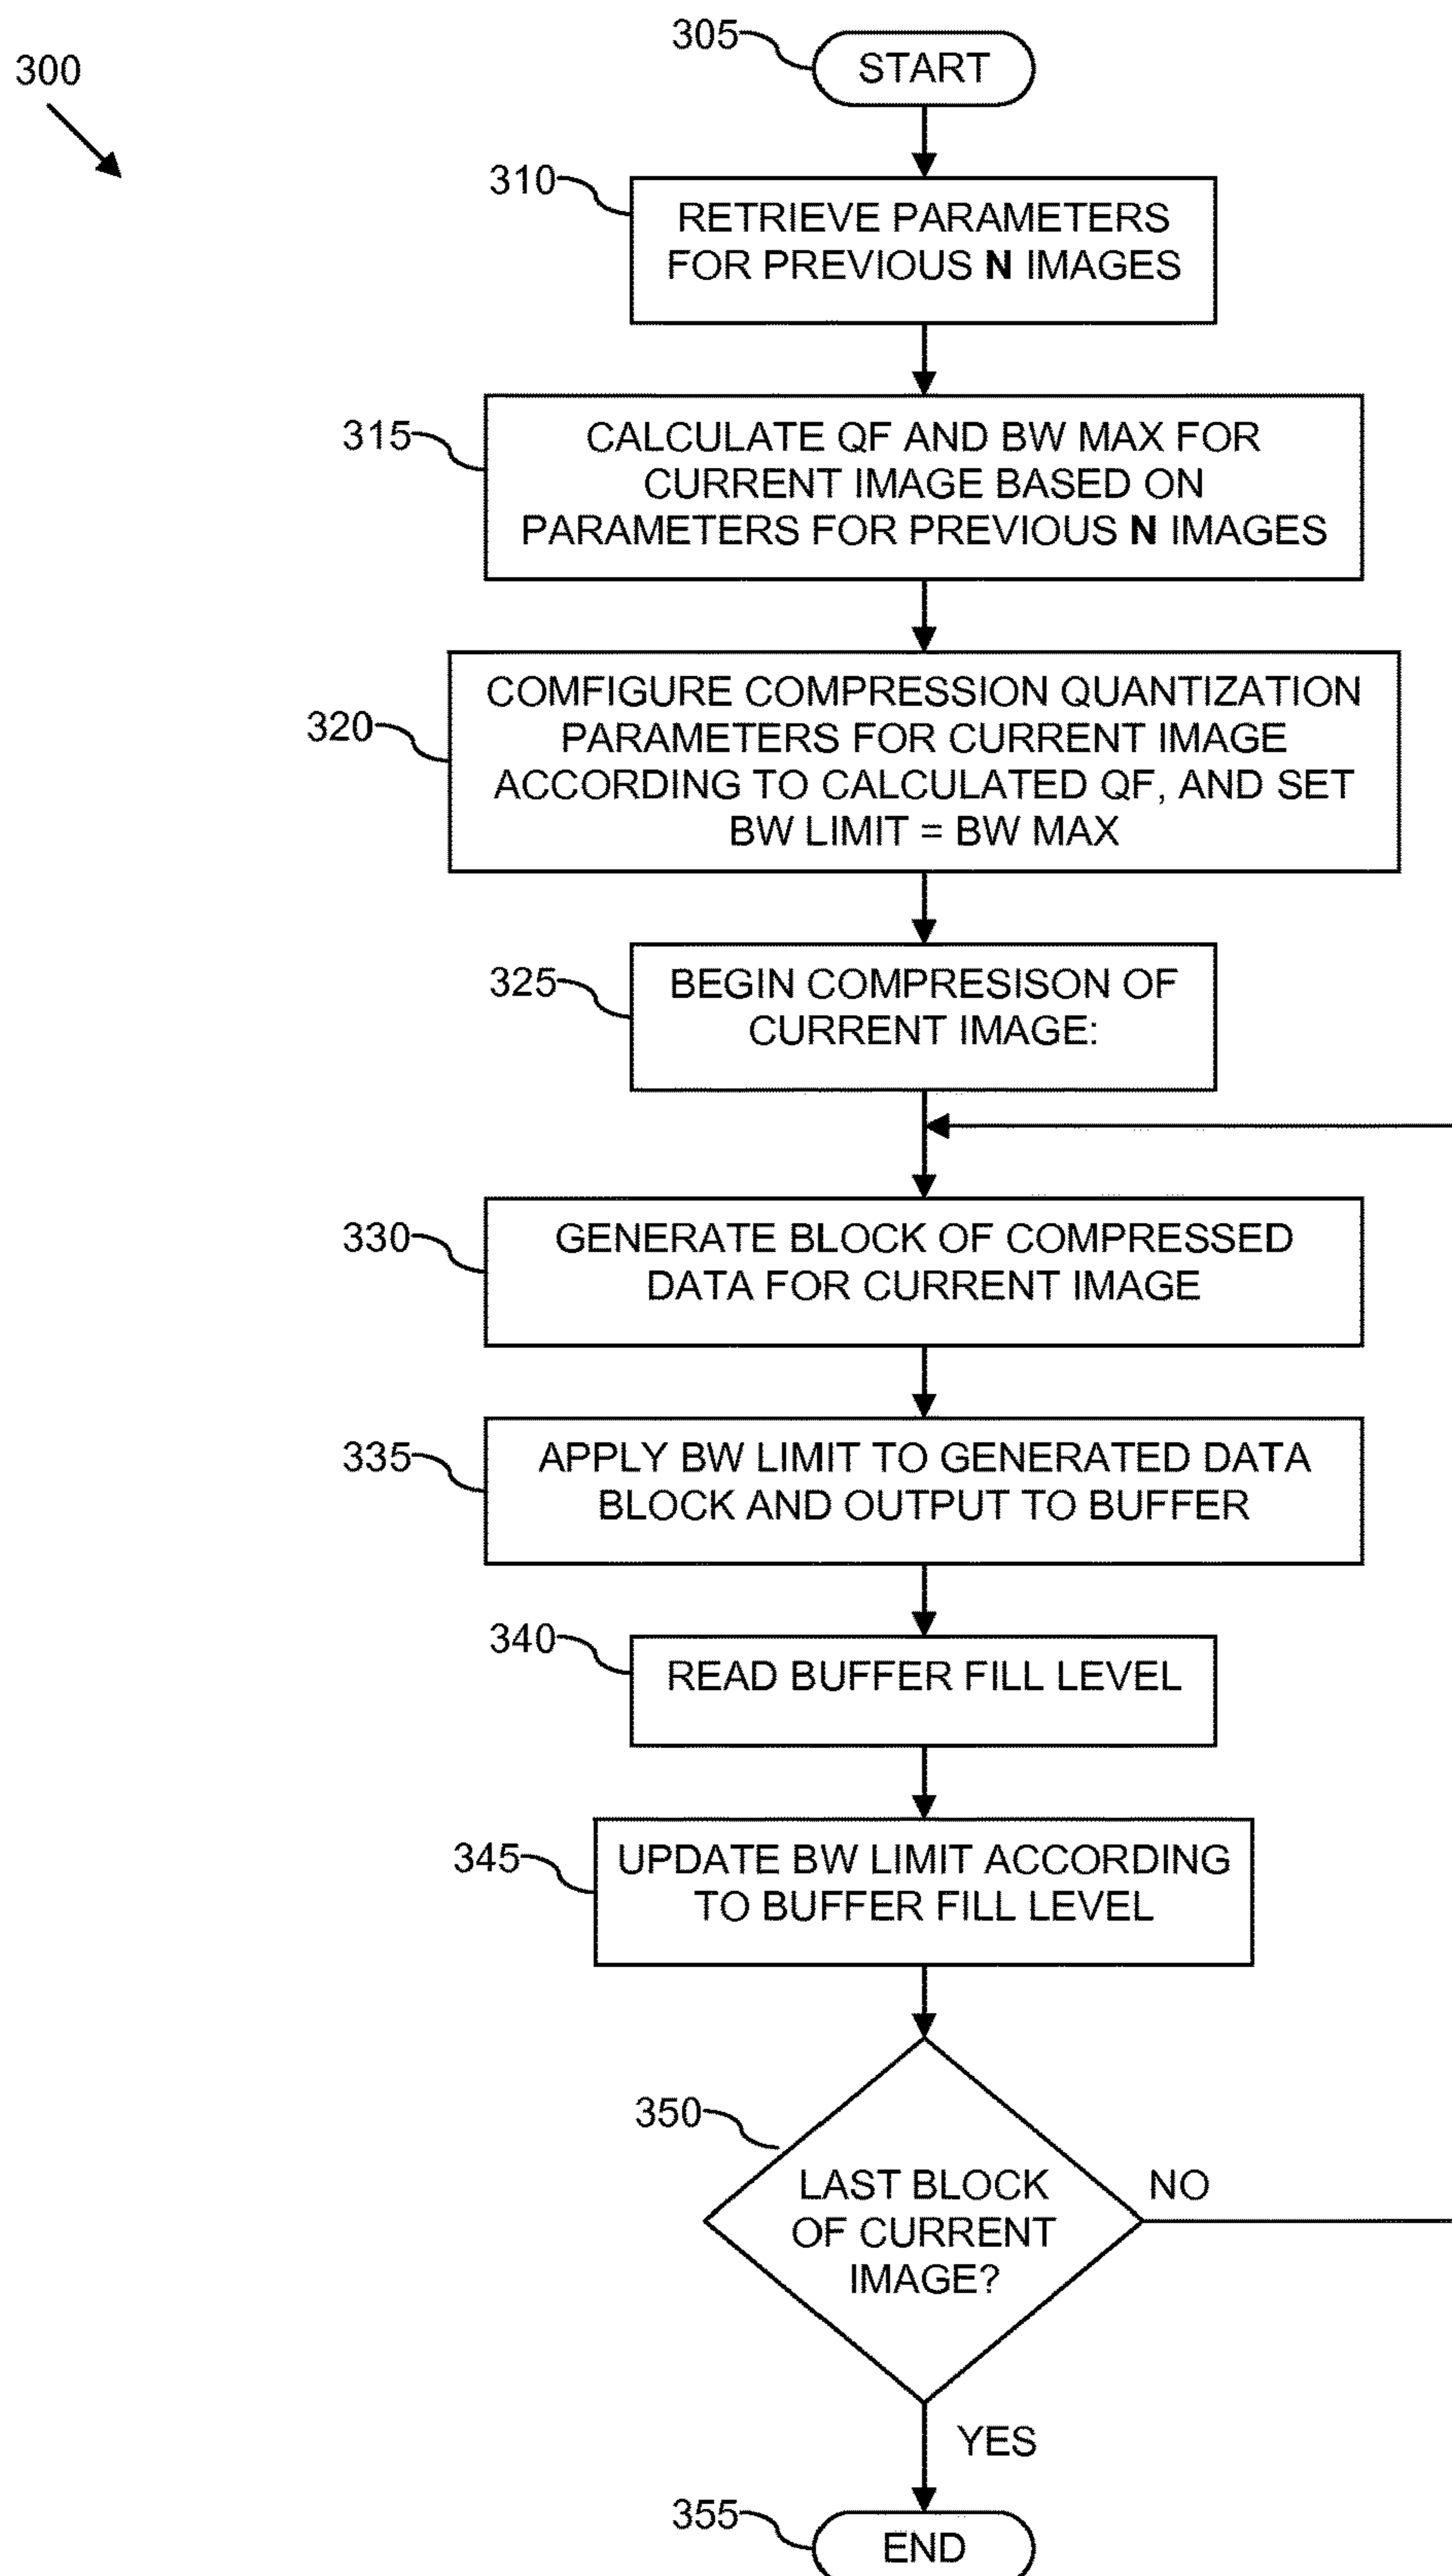 300
305
START
310
RETRIEVE PARAMETERS
FOR PREVIOUS N IMAGES
315
CALCULATE QF AND BW MAX FOR
CURRENT IMAGE BASED ON
PARAMETERS FOR PREVIOUS N IMAGES
320
COMFIGURE COMPRESSION QUANTIZATION
PARAMETERS FOR CURRENT IMAGE
ACCORDING TO CALCULATED QF, AND SET
BW LIMIT = BW MAX
325
BEGIN COMPRESISON OF
CURRENT IMAGE:
330
GENERATE BLOCK OF COMPRESSED
DATA FOR CURRENT IMAGE
335
APPLY BW LIMIT TO GENERATED DATA
BLOCK AND OUTPUT TO BUFFER
340
READ BUFFER FILL LEVEL
345
UPDATE BW LIMIT ACCORDING
TO BUFFER FILL LEVEL
350
LAST BLOCK
OF CURRENT
IMAGE?
NO
YES
355
END